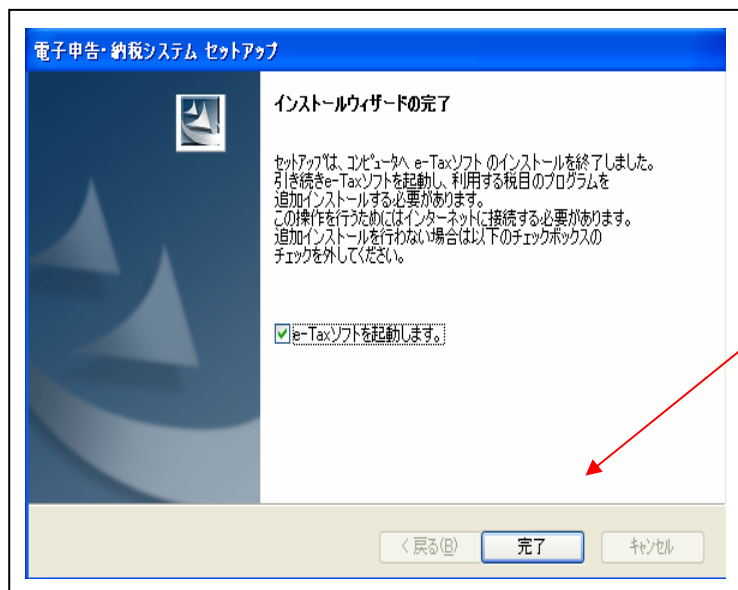 電子申告・納税システム セットアップ
インストールウィザードの完了
セットアップは、コンピュータへ e-Taxソフト のインストールを終了しました。
引き続きe-Taxソフトを起動し、利用する税目のプログラムを
追加インストールする必要があります。
この操作を行うためにはインターネットに接続する必要があります。
追加インストールを行わない場合は以下のチェックボックスの
チェックを外してください。
e-Taxソフトを起動します。
< 戻る(B) 完了 キャンセル